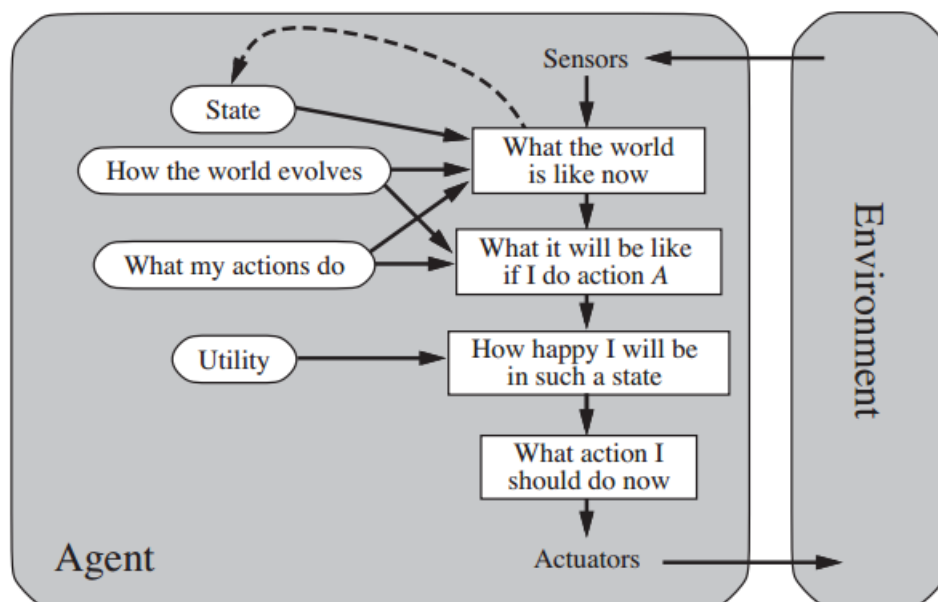 Sensors
State
What the world
is like now
How the world evolves
What it will be like
if I do action A
What my actions do
How happy I will be
in such a state
Utility
What action I
should do now
Agent
Actuators
Environment